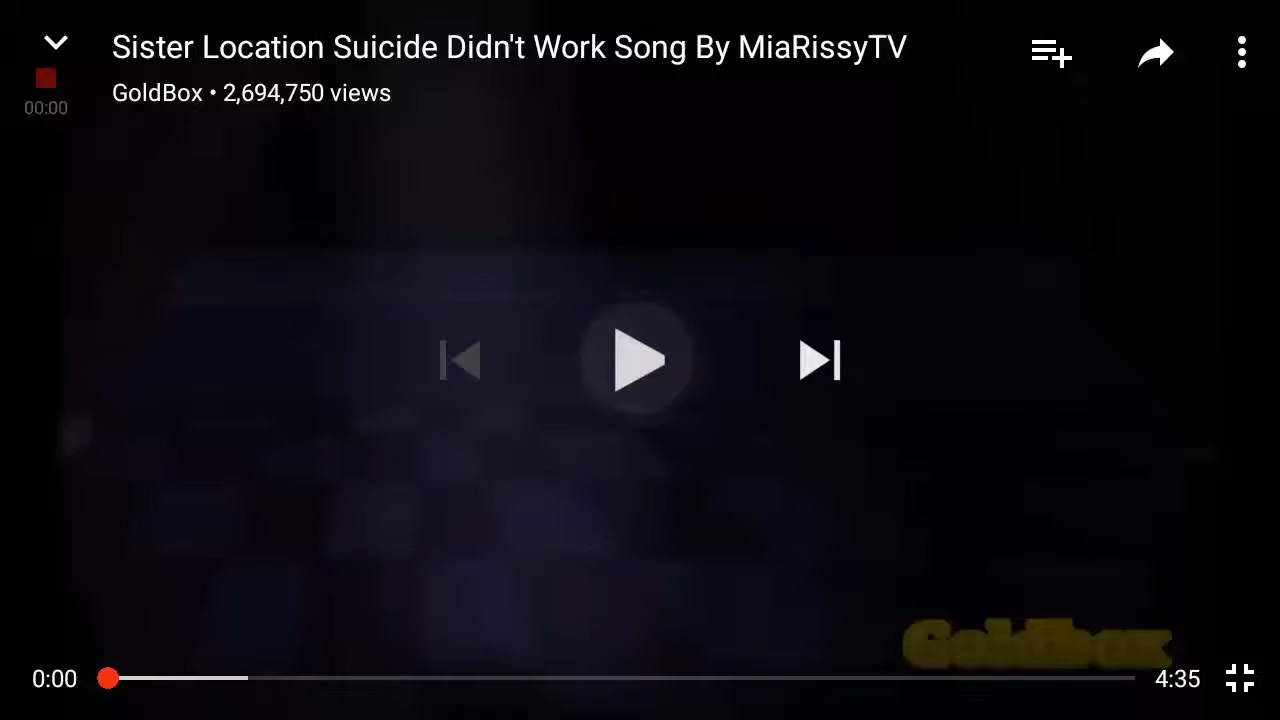 Sister Location Suicide Didn't Work Song By MiaRissyTV
GoldBox • 2,694,750 views
00:00
Goldbox
0:00
4:35